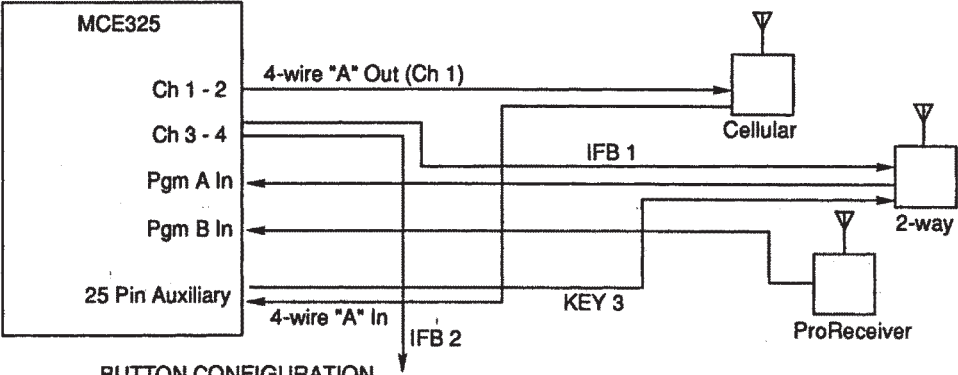 MCE325
4-wire "A" Out (Ch 1)
Ch 1 - 2
Cellular
Ch 3 - 4
IFB 1
Pgm A In
2-way
Pgm B In
25 Pin Auxiliary
KEY 3
4-wire "A" In
ProReceiver
IFB 2
BUTTON CONFIGURATION